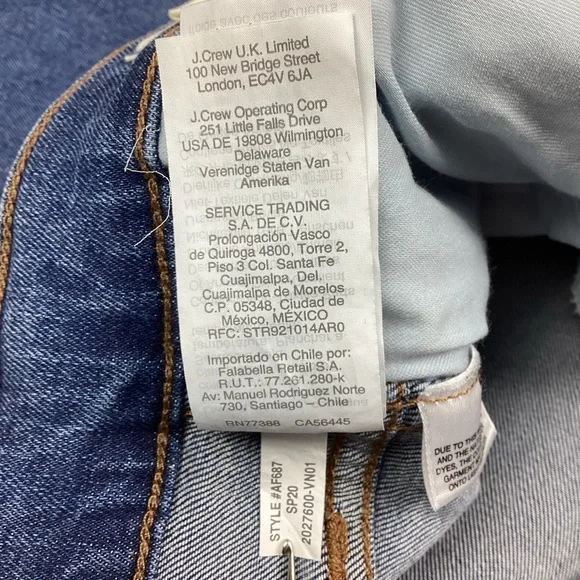 J.Crew U.K. Limited
100 New Bridge Street
London, EC4V 6JA
J.Crew Operating Corp
251 Little Falls Drive
USA DE 19808 Wilmington
Delaware
Verenidge Staten Van
Amerika
SERVICE TRADING
S.A. DE C.V.
Prolongación Vasco
de Quiroga 4800, Torre 2,
Piso 3 Col. Santa Fe
Cuajimalpa, Del.
Cuajimalpa de Morelos
C.P. 05348, Ciudad de
México, MÉXICO
RFC: STR921014AR0
Importado en Chile por:
Falabella Retail S.A.
R.U.T.: 77.261.280-k
Av: Manuel Rodriguez Norte
730, Santiago – Chile
RN77388 CA56445
STYLE #AF687
SP20
2027600-VN01
DUE TO
AND THE
DYES, THE
GARMENT
ONTO